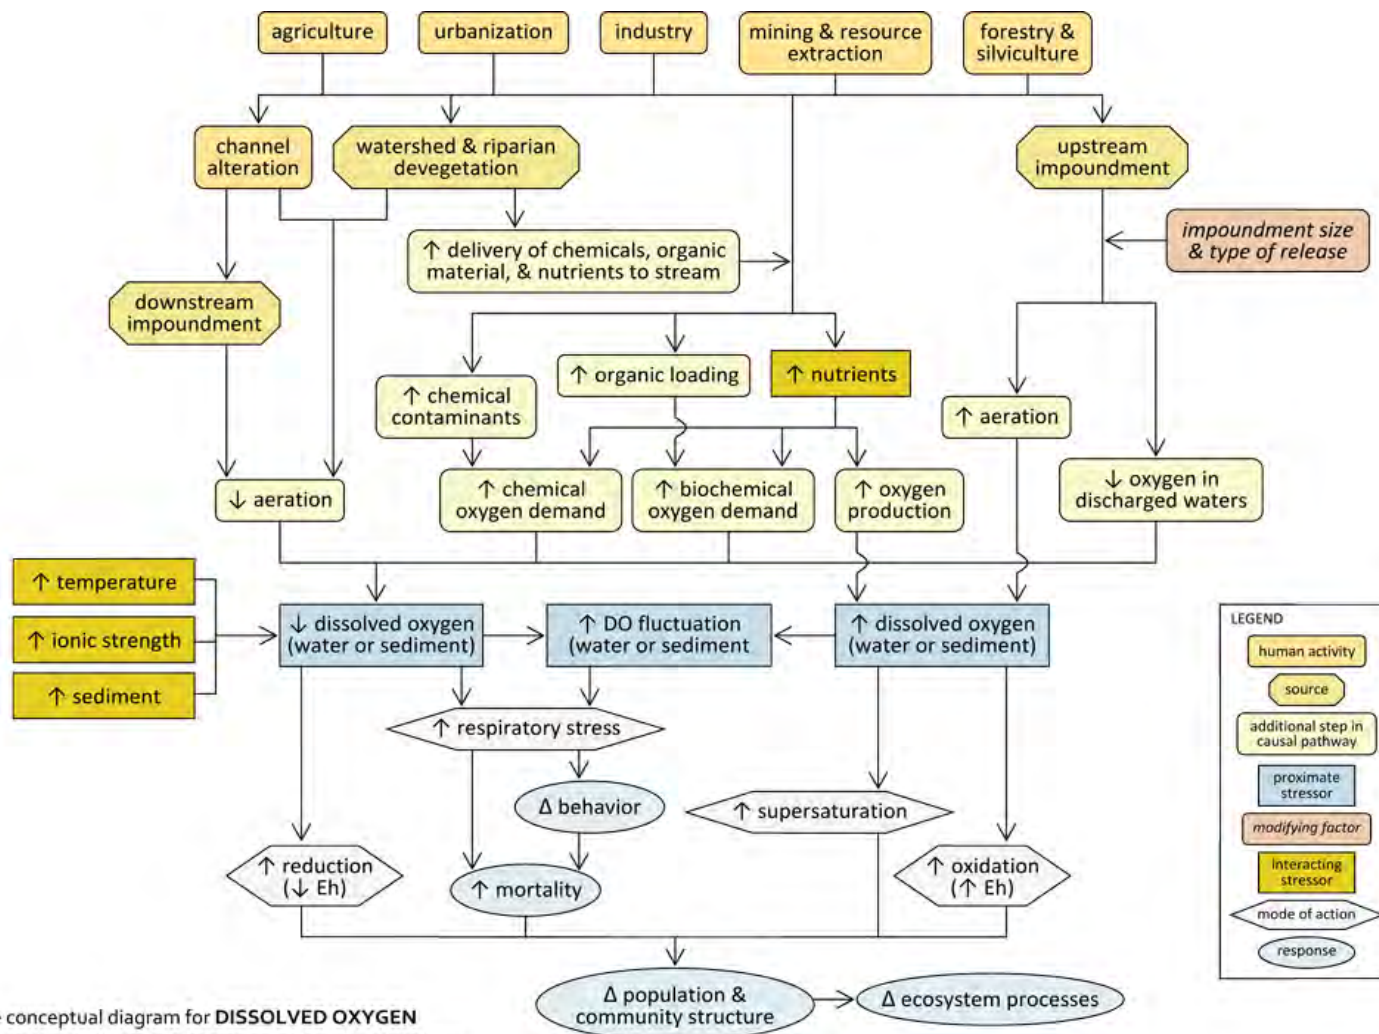 agriculture
urbanization
industry
mining & resource
extraction
forestry &
silviculture
channel
alteration
watershed & riparian
devegetation
upstream
impoundment
↑ delivery of chemicals, organic
material, & nutrients to stream
impoundment size
& type of release
downstream
impoundment
↑ chemical
contaminants
↑ organic loading
↑ nutrients
↑ aeration
↓ aeration
↑ chemical
oxygen demand
↑ biochemical
oxygen demand
↑ oxygen
production
↓ oxygen in
discharged waters
↑ temperature
↑ ionic strength
↑ sediment
↓ dissolved oxygen
(water or sediment)
↑ DO fluctuation
(water or sediment
↑ dissolved oxygen
(water or sediment)
↑ respiratory stress
Δ behavior
↑ supersaturation
↑ reduction
(↓ Eh)
↑ mortality
↑ oxidation
(↑ Eh)
Δ population &
community structure
Δ ecosystem processes
LEGEND
human activity
source
additional step in
causal pathway
proximate
stressor
modifying factor
interacting
stressor
mode of action
response
conceptual diagram for DISSOLVED OXYGEN